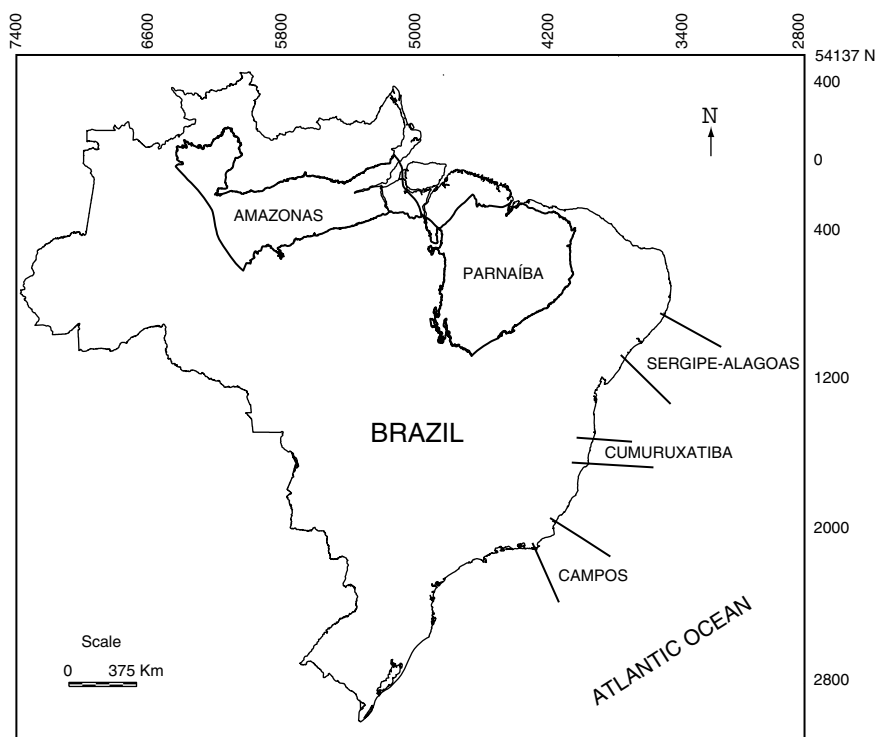 7400 6600 5800 5000 4200 3400 2800
54137 N
400
N
0
AMAZONAS
400
PARNAÍBA
SERGIPE-ALAGOAS
1200
BRAZIL
CUMURUXATIBA
2000
CAMPOS
Scale
0 375 Km
ATLANTIC OCEAN
2800